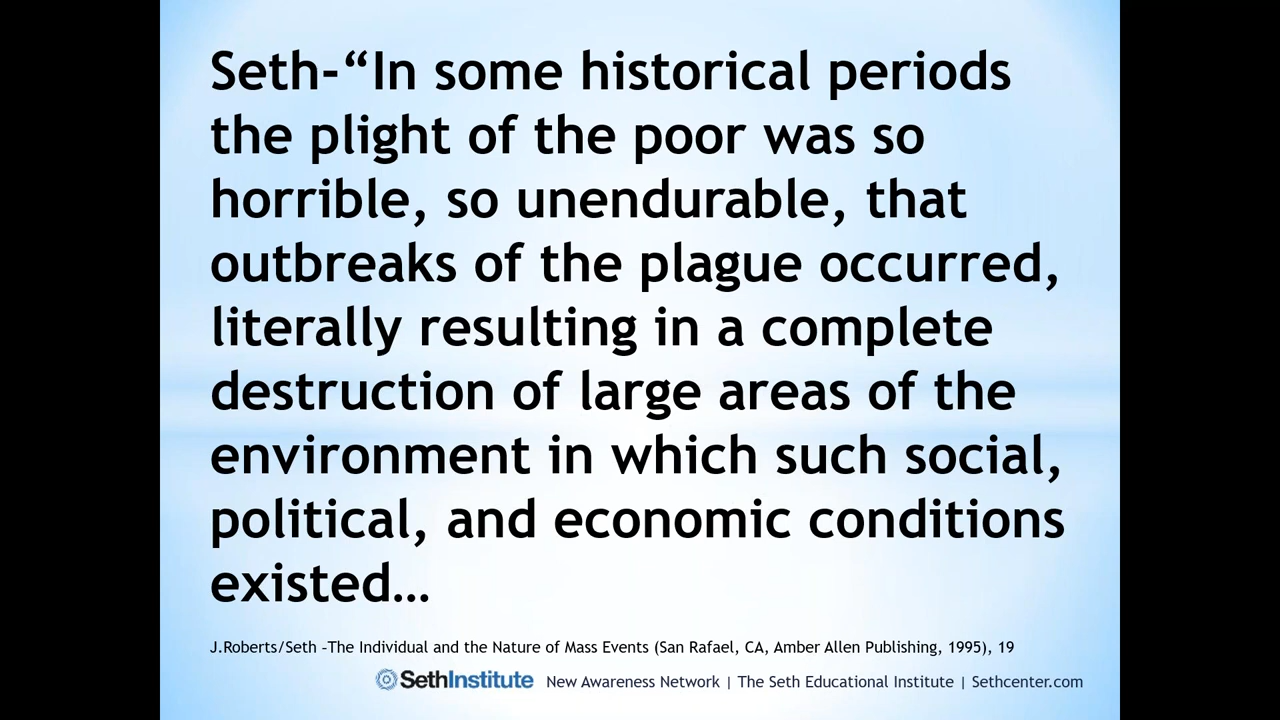 Seth-“In some historical periods
the plight of the poor was so
horrible, so unendurable, that
outbreaks of the plague occurred,
literally resulting in a complete
destruction of large areas of the
environment in which such social,
political, and economic conditions
existed…
J.Roberts/Seth -The Individual and the Nature of Mass Events (San Rafael, CA, Amber Allen Publishing, 1995), 19
SethInstitute New Awareness Network | The Seth Educational Institute | Sethcenter.com